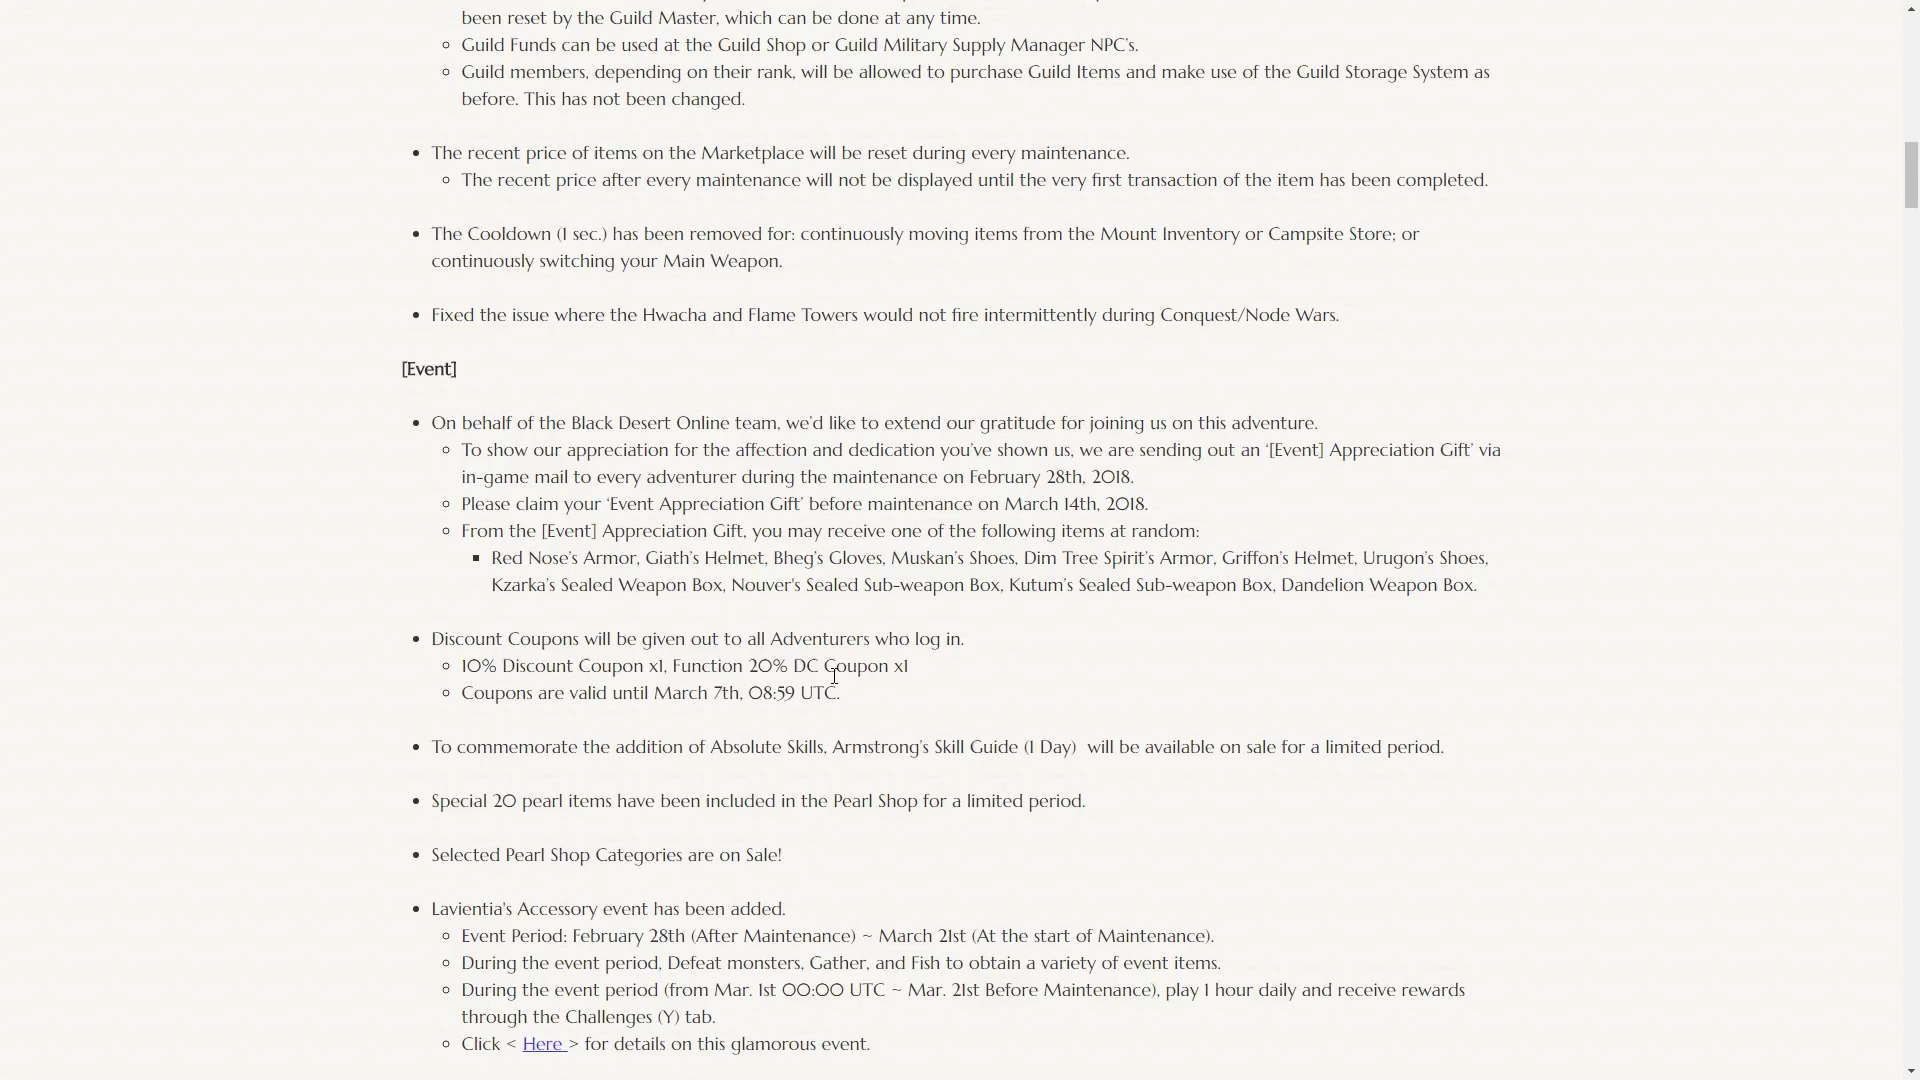 been reset by the Guild Master, which can be done at any time.
Guild Funds can be used at the Guild Shop or Guild Military Supply Manager NPC's.
Guild members, depending on their rank, will be allowed to purchase Guild Items and make use of the Guild Storage System as
before. This has not been changed.
The recent price of items on the Marketplace will be reset during every maintenance.
The recent price after every maintenance will not be displayed until the very first transaction of the item has been completed.
The Cooldown (1 sec.) has been removed for: continuously moving items from the Mount Inventory or Campsite Store; or
continuously switching your Main Weapon.
Fixed the issue where the Hwacha and Flame Towers would not fire intermittently during Conquest/Node Wars.
[Event]
On behalf of the Black Desert Online team, we'd like to extend our gratitude for joining us on this adventure.
To show our appreciation for the affection and dedication you've shown us, we are sending out an '[Event] Appreciation Gift' via
in-game mail to every adventurer during the maintenance on February 28th, 2018.
Please claim your 'Event Appreciation Gift' before maintenance on March 14th, 2018.
From the [Event] Appreciation Gift, you may receive one of the following items at random:
Red Nose's Armor, Giath's Helmet, Bheg's Gloves, Muskan's Shoes, Dim Tree Spirit's Armor, Griffon's Helmet, Urugon's Shoes,
Kzarka's Sealed Weapon Box, Nouver's Sealed Sub-weapon Box, Kutum's Sealed Sub-weapon Box, Dandelion Weapon Box.
Discount Coupons will be given out to all Adventurers who log in.
10% Discount Coupon x1, Function 20% DC Coupon x1
Coupons are valid until March 7th, 08:59 UTC.
To commemorate the addition of Absolute Skills, Armstrong's Skill Guide (1 Day)  will be available on sale for a limited period.
Special 20 pearl items have been included in the Pearl Shop for a limited period.
Selected Pearl Shop Categories are on Sale!
Lavientia's Accessory event has been added.
Event Period: February 28th (After Maintenance) ~ March 21st (At the start of Maintenance).
During the event period, Defeat monsters, Gather, and Fish to obtain a variety of event items.
During the event period (from Mar. 1st 00:00 UTC ~ Mar. 21st Before Maintenance), play 1 hour daily and receive rewards
through the Challenges (Y) tab.
Click < Here > for details on this glamorous event.